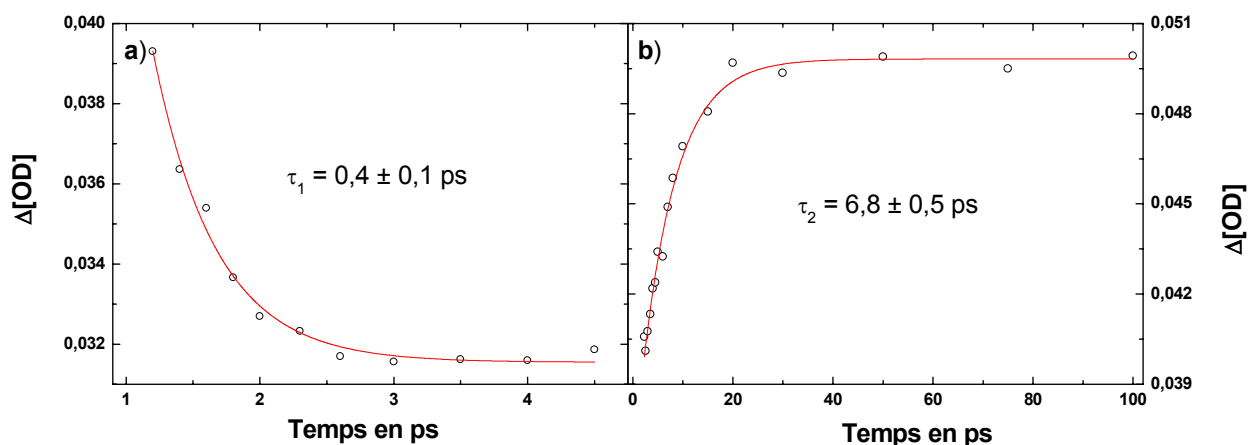 a)
0,040
0,038
0,036
0,034
0,032
Δ[OD]
τ1 = 0,4 ± 0,1 ps
1 2 3 4
Temps en ps
b)
0,051
0,048
0,045
0,042
0,039
Δ[OD]
τ2 = 6,8 ± 0,5 ps
0 20 40 60 80 100
Temps en ps